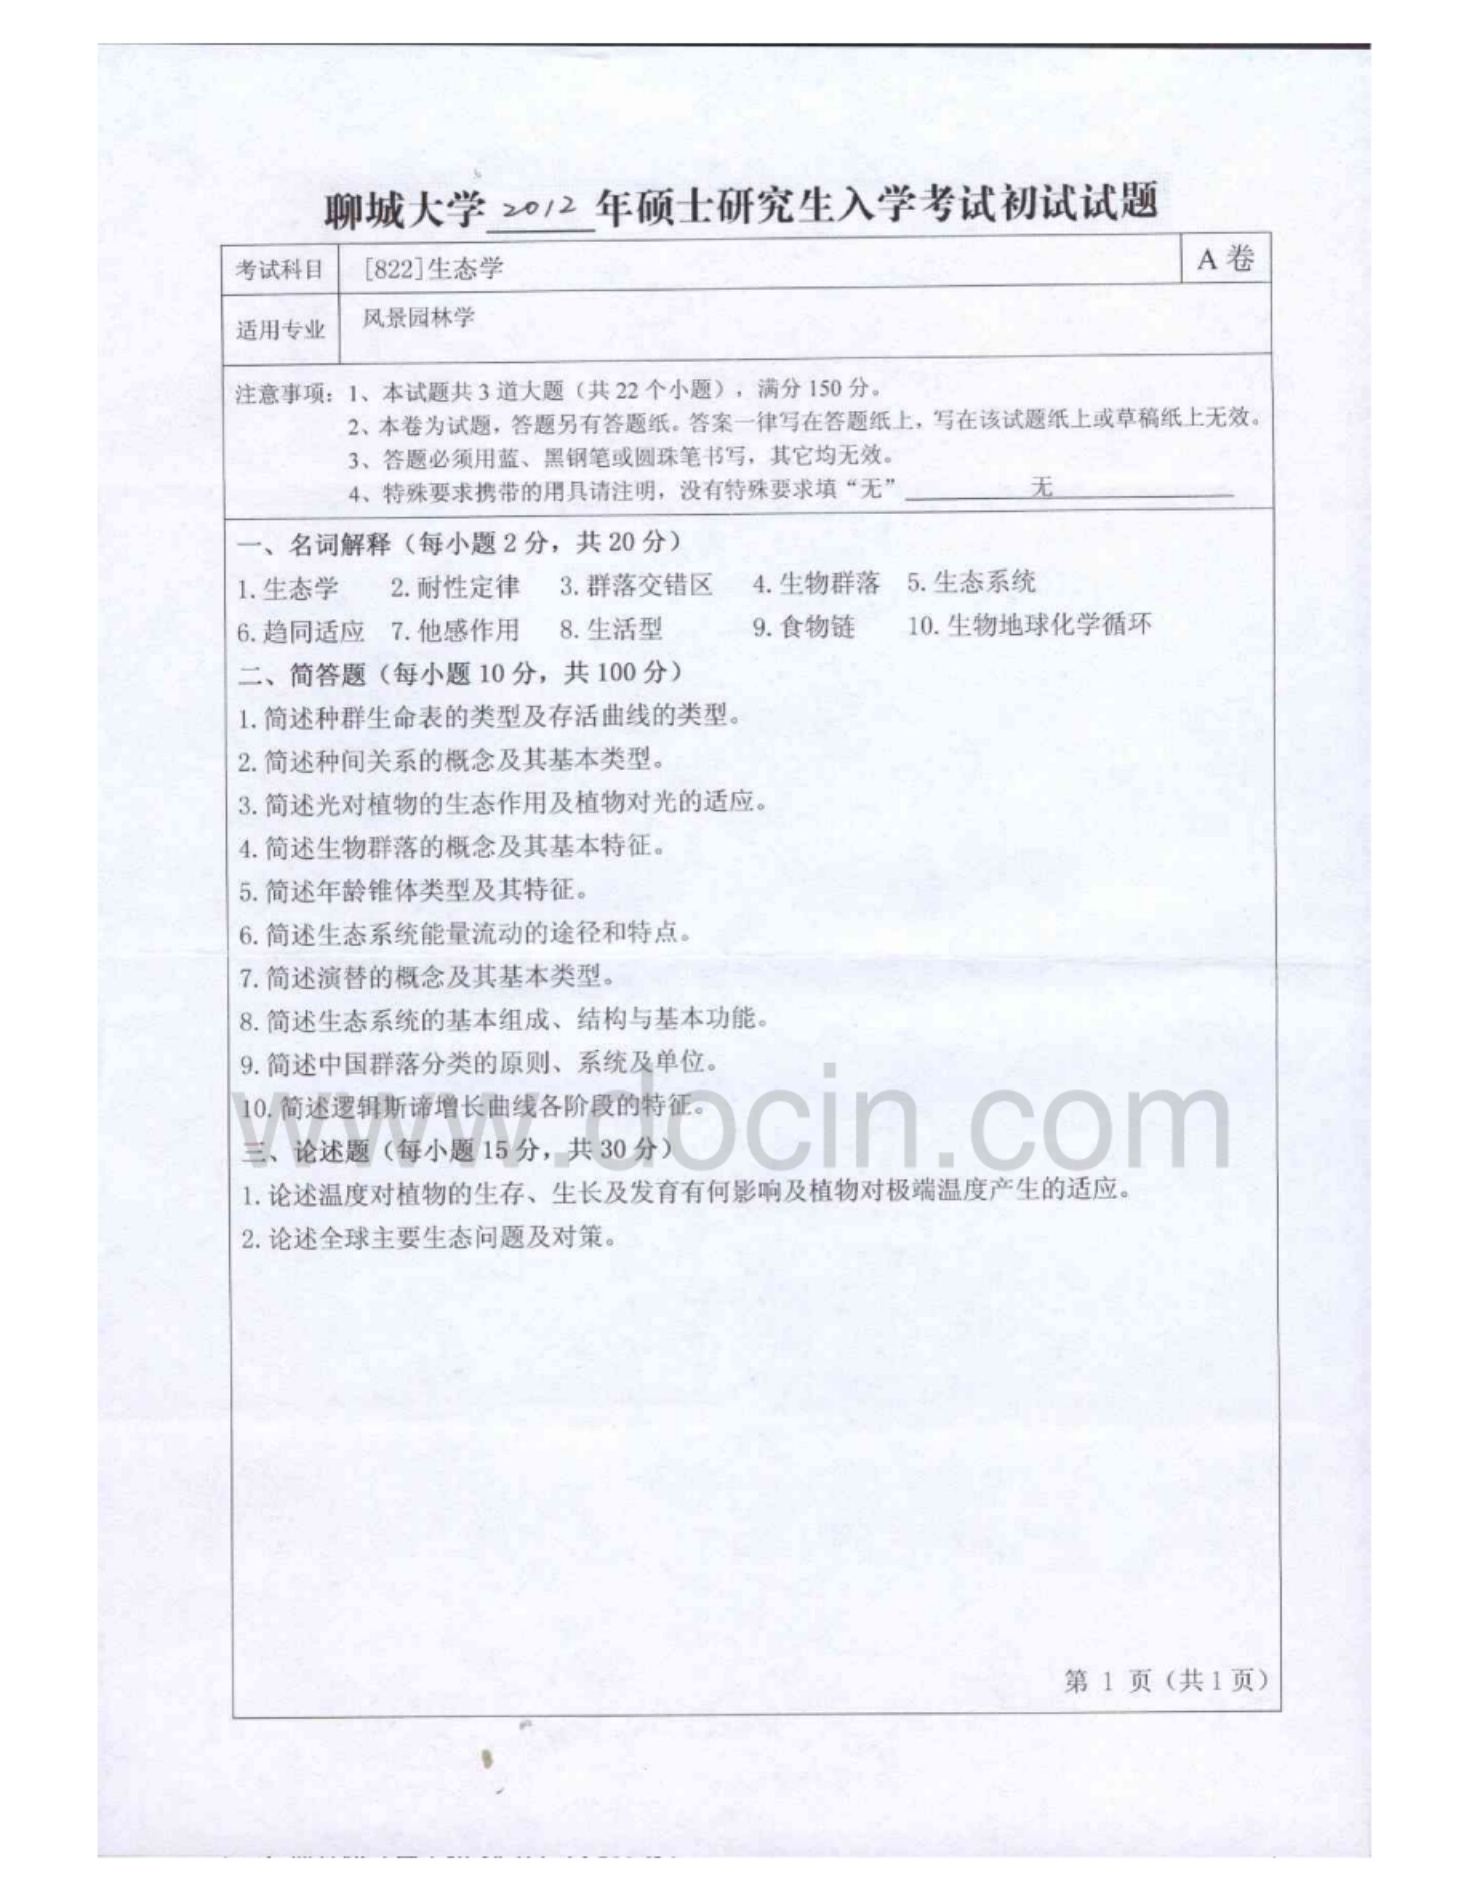 聊城大学 2012 年硕士研究生入学考试初试试题
考试科目 [822]生态学 A 卷
适用专业 风景园林学
注意事项：1、本试题共 3 道大题（共 22 个小题），满分 150 分。
2、本卷为试题，答题另有答题纸。答案一律写在答题纸上，写在该试题纸上或草稿纸上无效。
3、答题必须用蓝、黑钢笔或圆珠笔书写，其它均无效。
4、特殊要求携带的用具请注明，没有特殊要求填“无” 无
一、名词解释（每小题 2 分，共 20 分）
1. 生态学 2. 耐性定律 3. 群落交错区 4. 生物群落 5. 生态系统
6. 趋同适应 7. 他感作用 8. 生活型 9. 食物链 10. 生物地球化学循环
二、简答题（每小题 10 分，共 100 分）
1. 简述种群生命表的类型及存活曲线的类型。
2. 简述种间关系的概念及其基本类型。
3. 简述光对植物的生态作用及植物对光的适应。
4. 简述生物群落的概念及其基本特征。
5. 简述年龄锥体类型及其特征。
6. 简述生态系统能量流动的途径和特点。
7. 简述演替的概念及其基本类型。
8. 简述生态系统的基本组成、结构与基本功能。
9. 简述中国群落分类的原则、系统及单位。
10. 简述逻辑斯谛增长曲线各阶段的特征。
www.docin.com
三、论述题（每小题 15 分，共 30 分）
1. 论述温度对植物的生存、生长及发育有何影响及植物对极端温度产生的适应。
2. 论述全球主要生态问题及对策。
第 1 页（共 1 页）